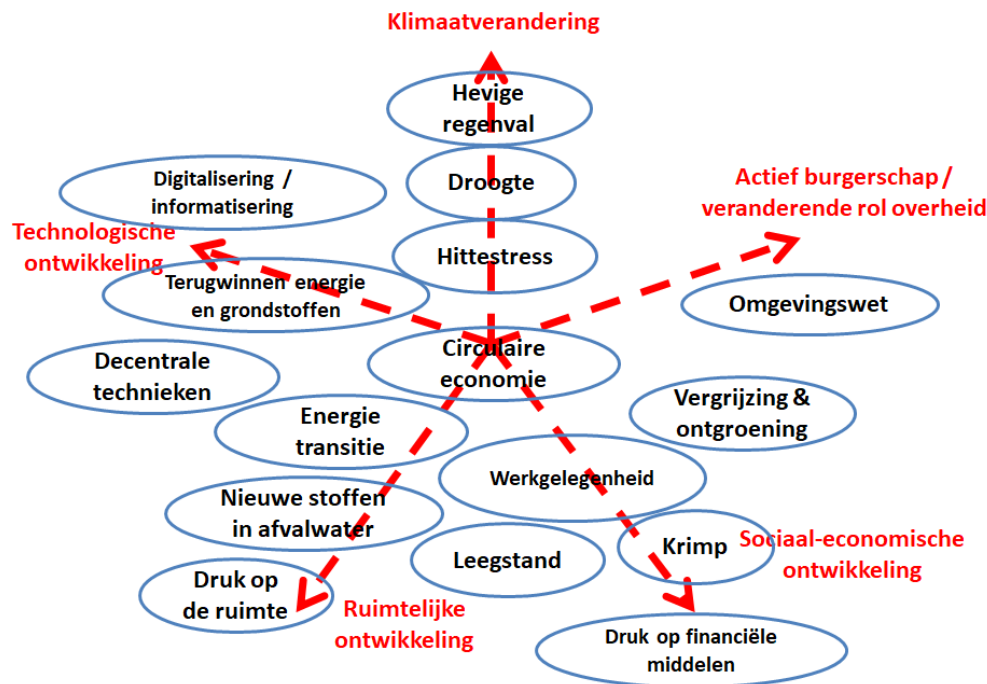 Klimaatverandering
Hevige
regenval
Digitalisering /
informatisering
Droogte
Actief burgerschap /
veranderende rol overheid
Technologische
ontwikkeling
Hittestress
Terugwinnen energie
en grondstoffen
Omgevingswet
Decentrale
technieken
Circulaire
economie
Vergrijzing &
ontgroening
Energie
transitie
Werkgelegenheid
Nieuwe stoffen
in afvalwater
Leegstand
Krimp
Sociaal-economische
ontwikkeling
Druk op
de ruimte
Ruimtelijke
ontwikkeling
Druk op financiële
middelen